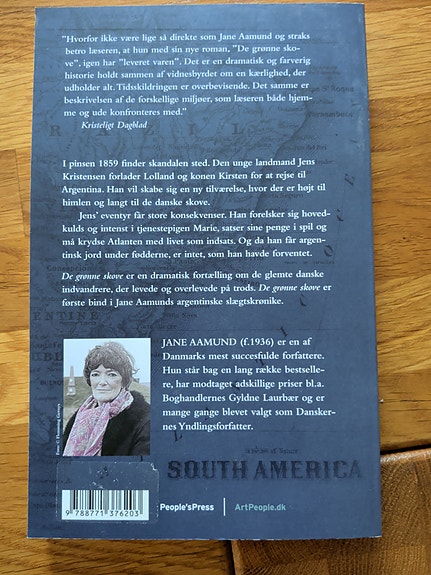 "Hvorfor ikke være lige så direkte som Jane Aamund og straks
betro læseren, at hun med sin nye roman, "De grønne sko-
ve", igen har "leveret varen". Det er en dramatisk og farverig
historie holdt sammen af vidnesbyrdet om en kærlighed, der
udholder alt. Tidsskildringen er overbevisende. Det samme er
beskrivelsen af de forskellige miljøer, som læseren både hjem-
me og ude konfronteres med."
Kristeligt Dagblad
I pinsen 1859 finder skandalen sted. Den unge landmand Jens
Kristensen forlader Lolland og konen Kirsten for at rejse til
Argentina. Han vil skabe sig en ny tilværelse, hvor der er højt til
himlen og langt til de danske skove.
Jens' eventyr får store konsekvenser. Han forelsker sig hoved-
kulds og intenst i tjenestepigen Marie, satser sine penge i spil og
må krydse Atlanten med livet som indsats. Og da han får argen-
tinsk jord under fødderne, er intet, som han havde forventet.
De grønne skove er en dramatisk fortælling om de glemte danske
indvandrere, der levede og overlevede på trods. De grønne skove er
første bind i Jane Aamunds argentinske slægtskrønike.
JANE AAMUND (f.1936) er en af
Danmarks mest succesfulde forfattere.
Hun står bag en lang række bestselle-
re, har modtaget adskillige priser bl.a.
Boghandlernes Gyldne Laurbær og er
mange gange blevet valgt som Dansker-
nes Yndlingsforfatter.
SOUTH AMERICA
9 788771 376203
People'sPress | ArtPeople.dk